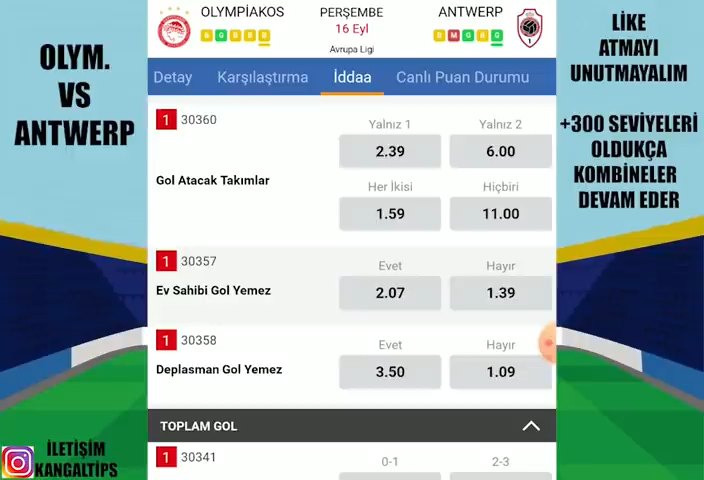 OLYM.
VS
ANTWERP
OLYMPİAKOS
B G B B B
PERŞEMBE
16 Eyl
Avrupa Ligi
ANTWERP
B M G B G
Detay Karşılaştırma İddaa Canlı Puan Durumu
1 30360
Gol Atacak Takımlar
Yalnız 1 Yalnız 2
2.39 6.00
Her İkisi Hiçbiri
1.59 11.00
1 30357
Ev Sahibi Gol Yemez
Evet Hayır
2.07 1.39
1 30358
Deplasman Gol Yemez
Evet Hayır
3.50 1.09
TOPLAM GOL
1 30341
0-1 2-3
LİKE
ATMAYI
UNUTMAYALIM
+300 SEVİYELERİ
OLDUKÇA
KOMBİNELER
DEVAM EDER
İLETİŞİM
KANGALTİPS